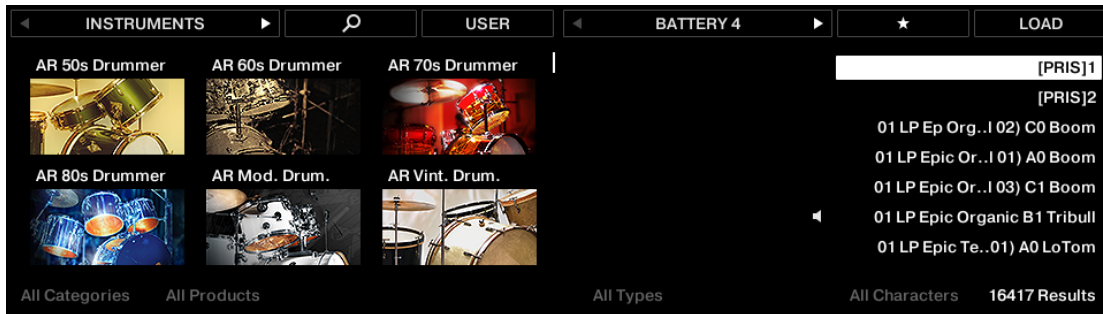 INSTRUMENTS
USER
BATTERY 4
LOAD
AR 50s Drummer
AR 60s Drummer
AR 70s Drummer
AR 80s Drummer
AR Mod. Drum.
AR Vint. Drum.
[PRIS]1
[PRIS]2
01 LP Ep Org..l 02) C0 Boom
01 LP Epic Or..l 01) A0 Boom
01 LP Epic Or..l 03) C1 Boom
01 LP Epic Organic B1 Tribull
01 LP Epic Te..01) A0 LoTom
All Categories
All Products
All Types
All Characters
16417 Results